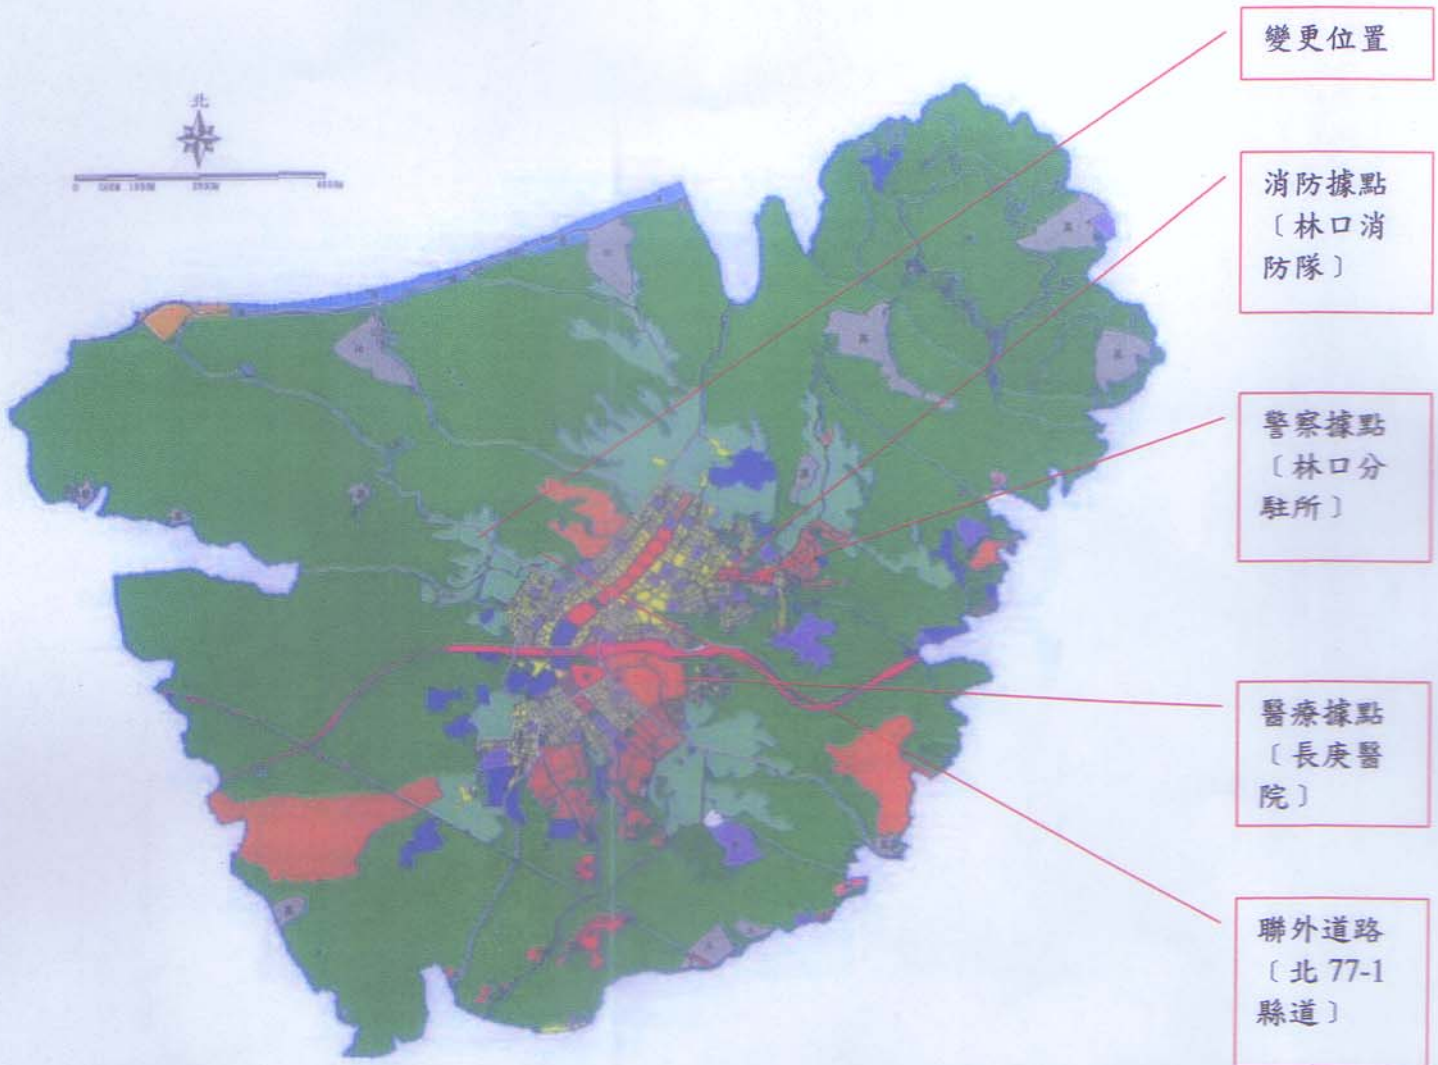 北
變更位置
消防據點
〔林口消
防隊〕
警察據點
〔林口分
駐所〕
醫療據點
〔長庚醫
院〕
聯外道路
〔北 77-1
縣道〕